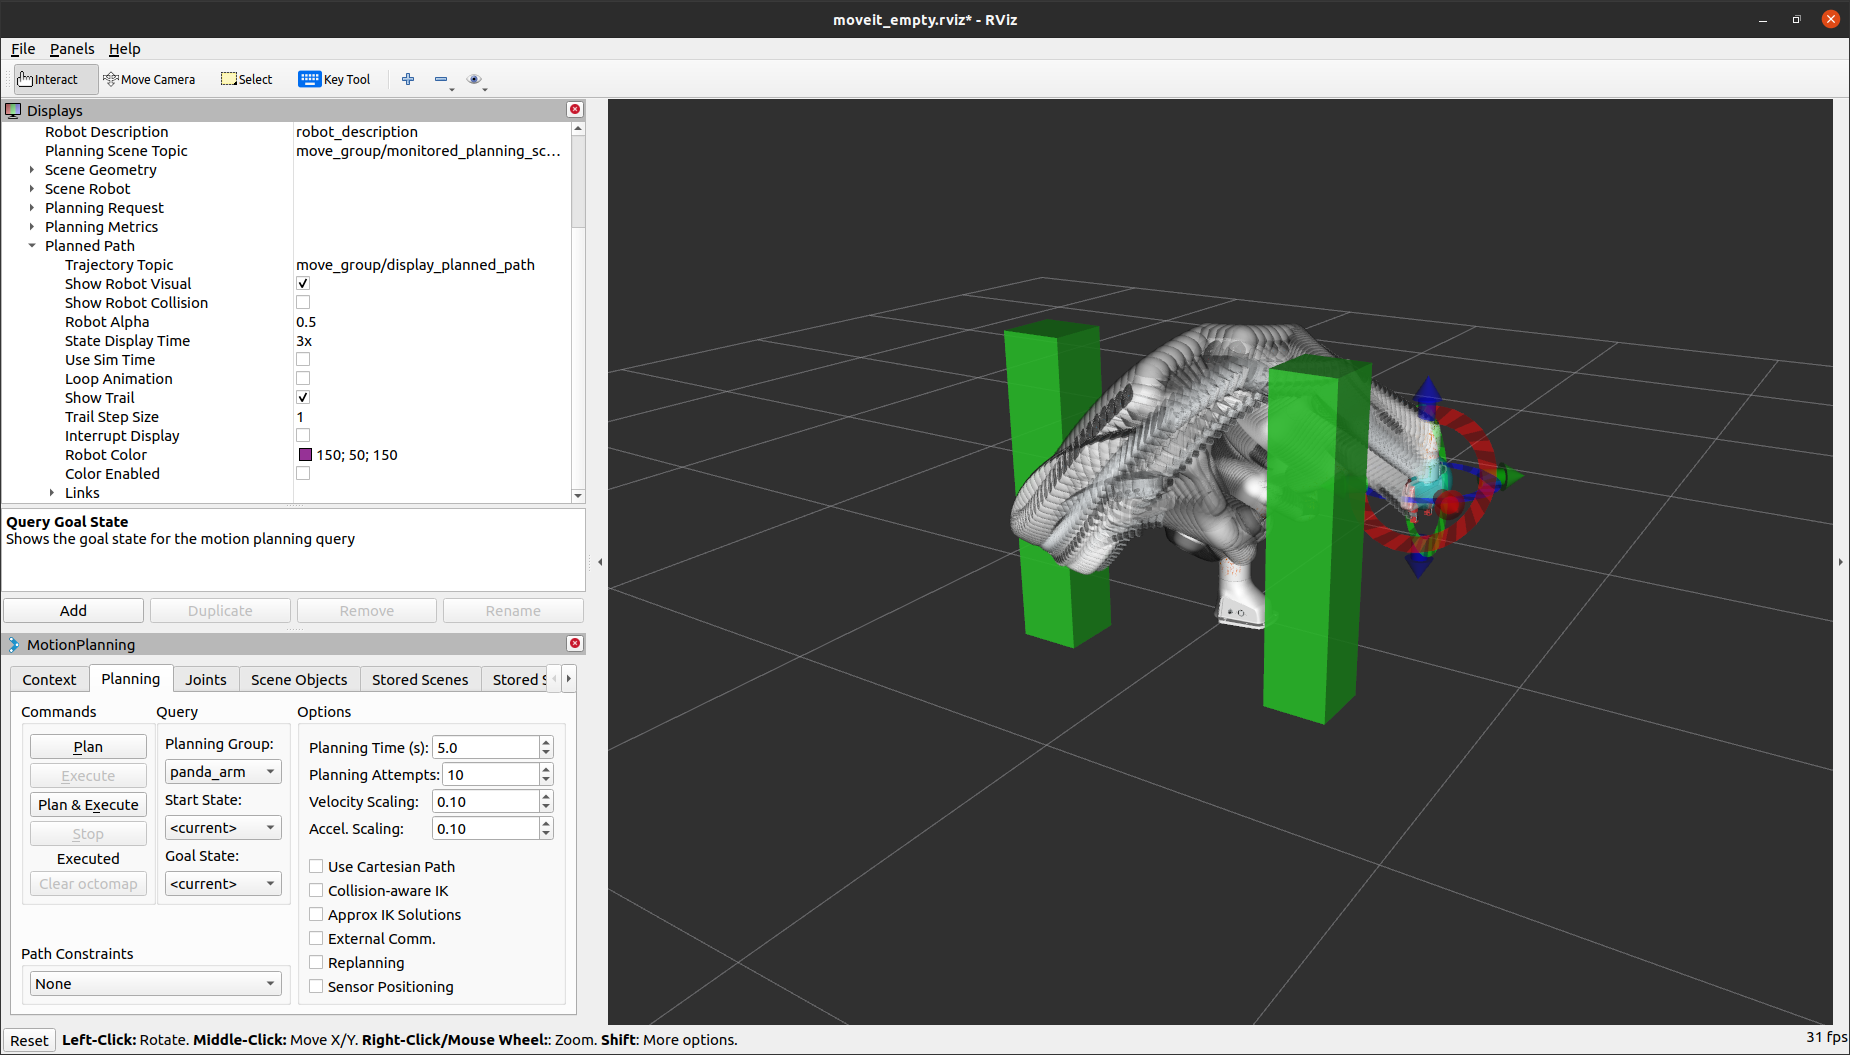 moveit_empty.rviz* - RViz
File Panels Help
Interact Move Camera Select Key Tool
Displays
Robot Description robot_description
Planning Scene Topic move_group/monitored_planning_sc...
Scene Geometry
Scene Robot
Planning Request
Planning Metrics
Planned Path
Trajectory Topic move_group/display_planned_path
Show Robot Visual
Show Robot Collision
Robot Alpha 0.5
State Display Time 3x
Use Sim Time
Loop Animation
Show Trail
Trail Step Size 1
Interrupt Display
Robot Color 150; 50; 150
Color Enabled
Links
Query Goal State
Shows the goal state for the motion planning query
Add Duplicate Remove Rename
MotionPlanning
Context Planning Joints Scene Objects Stored Scenes Stored S
Commands Query Options
Plan
Execute
Plan & Execute
Stop
Executed
Clear octomap
Planning Group:
panda_arm
Start State:
<current>
Goal State:
<current>
Planning Time (s): 5.0
Planning Attempts: 10
Velocity Scaling: 0.10
Accel. Scaling: 0.10
Use Cartesian Path
Collision-aware IK
Approx IK Solutions
External Comm.
Replanning
Sensor Positioning
Path Constraints
None
Reset Left-Click: Rotate. Middle-Click: Move X/Y. Right-Click/Mouse Wheel:: Zoom. Shift: More options. 31 fps